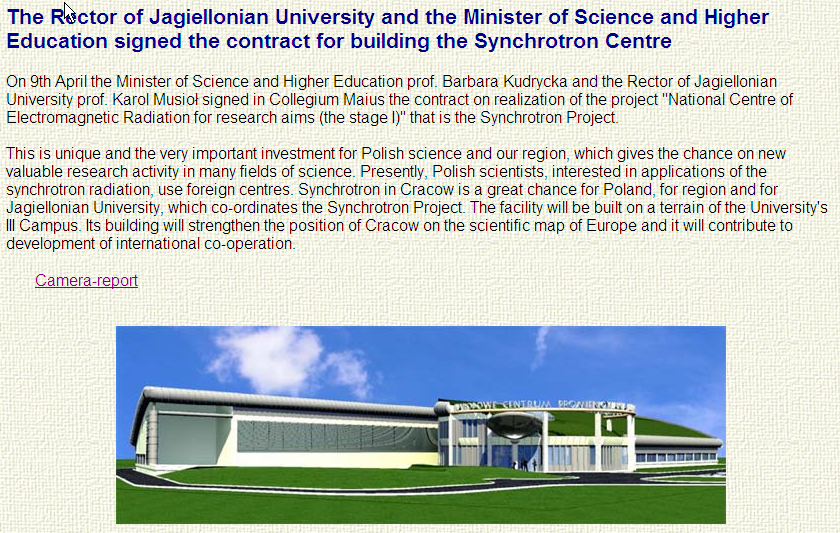 The Rector of Jagiellonian University and the Minister of Science and Higher
Education signed the contract for building the Synchrotron Centre
On 9th April the Minister of Science and Higher Education prof. Barbara Kudrycka and the Rector of Jagiellonian
University prof. Karol Musioł signed in Collegium Maius the contract on realization of the project "National Centre of
Electromagnetic Radiation for research aims (the stage I)" that is the Synchrotron Project.
This is unique and the very important investment for Polish science and our region, which gives the chance on new
valuable research activity in many fields of science. Presently, Polish scientists, interested in applications of the
synchrotron radiation, use foreign centres. Synchrotron in Cracow is a great chance for Poland, for region and for
Jagiellonian University, which co-ordinates the Synchrotron Project. The facility will be built on a terrain of the University's
III Campus. Its building will strengthen the position of Cracow on the scientific map of Europe and it will contribute to
development of international co-operation.
Camera-report
CENTRUM